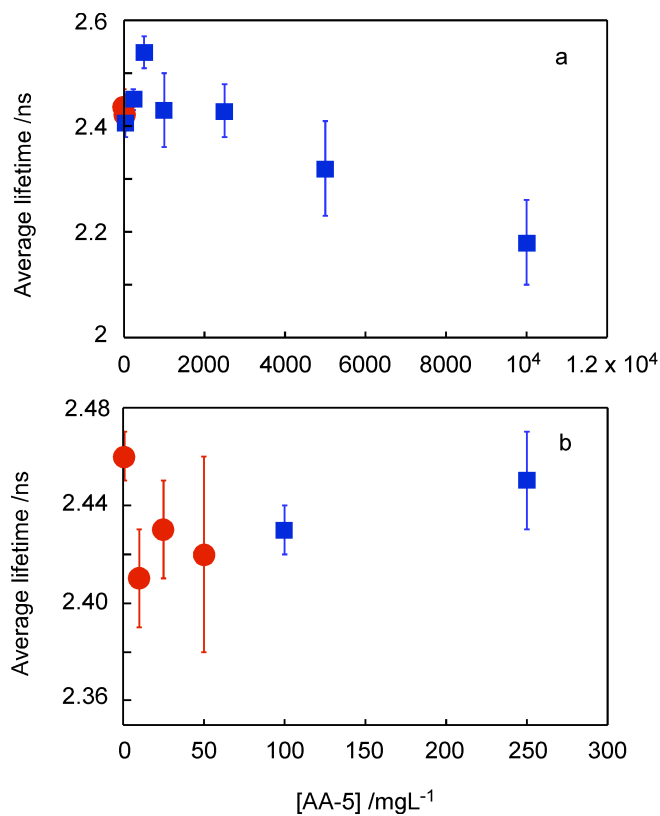 2.6
a
2.4
Average lifetime /ns
2.2
2
0 2000 4000 6000 8000 10⁴ 1.2 x 10⁴
2.48
b
2.44
Average lifetime /ns
2.40
2.36
0 50 100 150 200 250 300
[AA-5] /mgL⁻¹